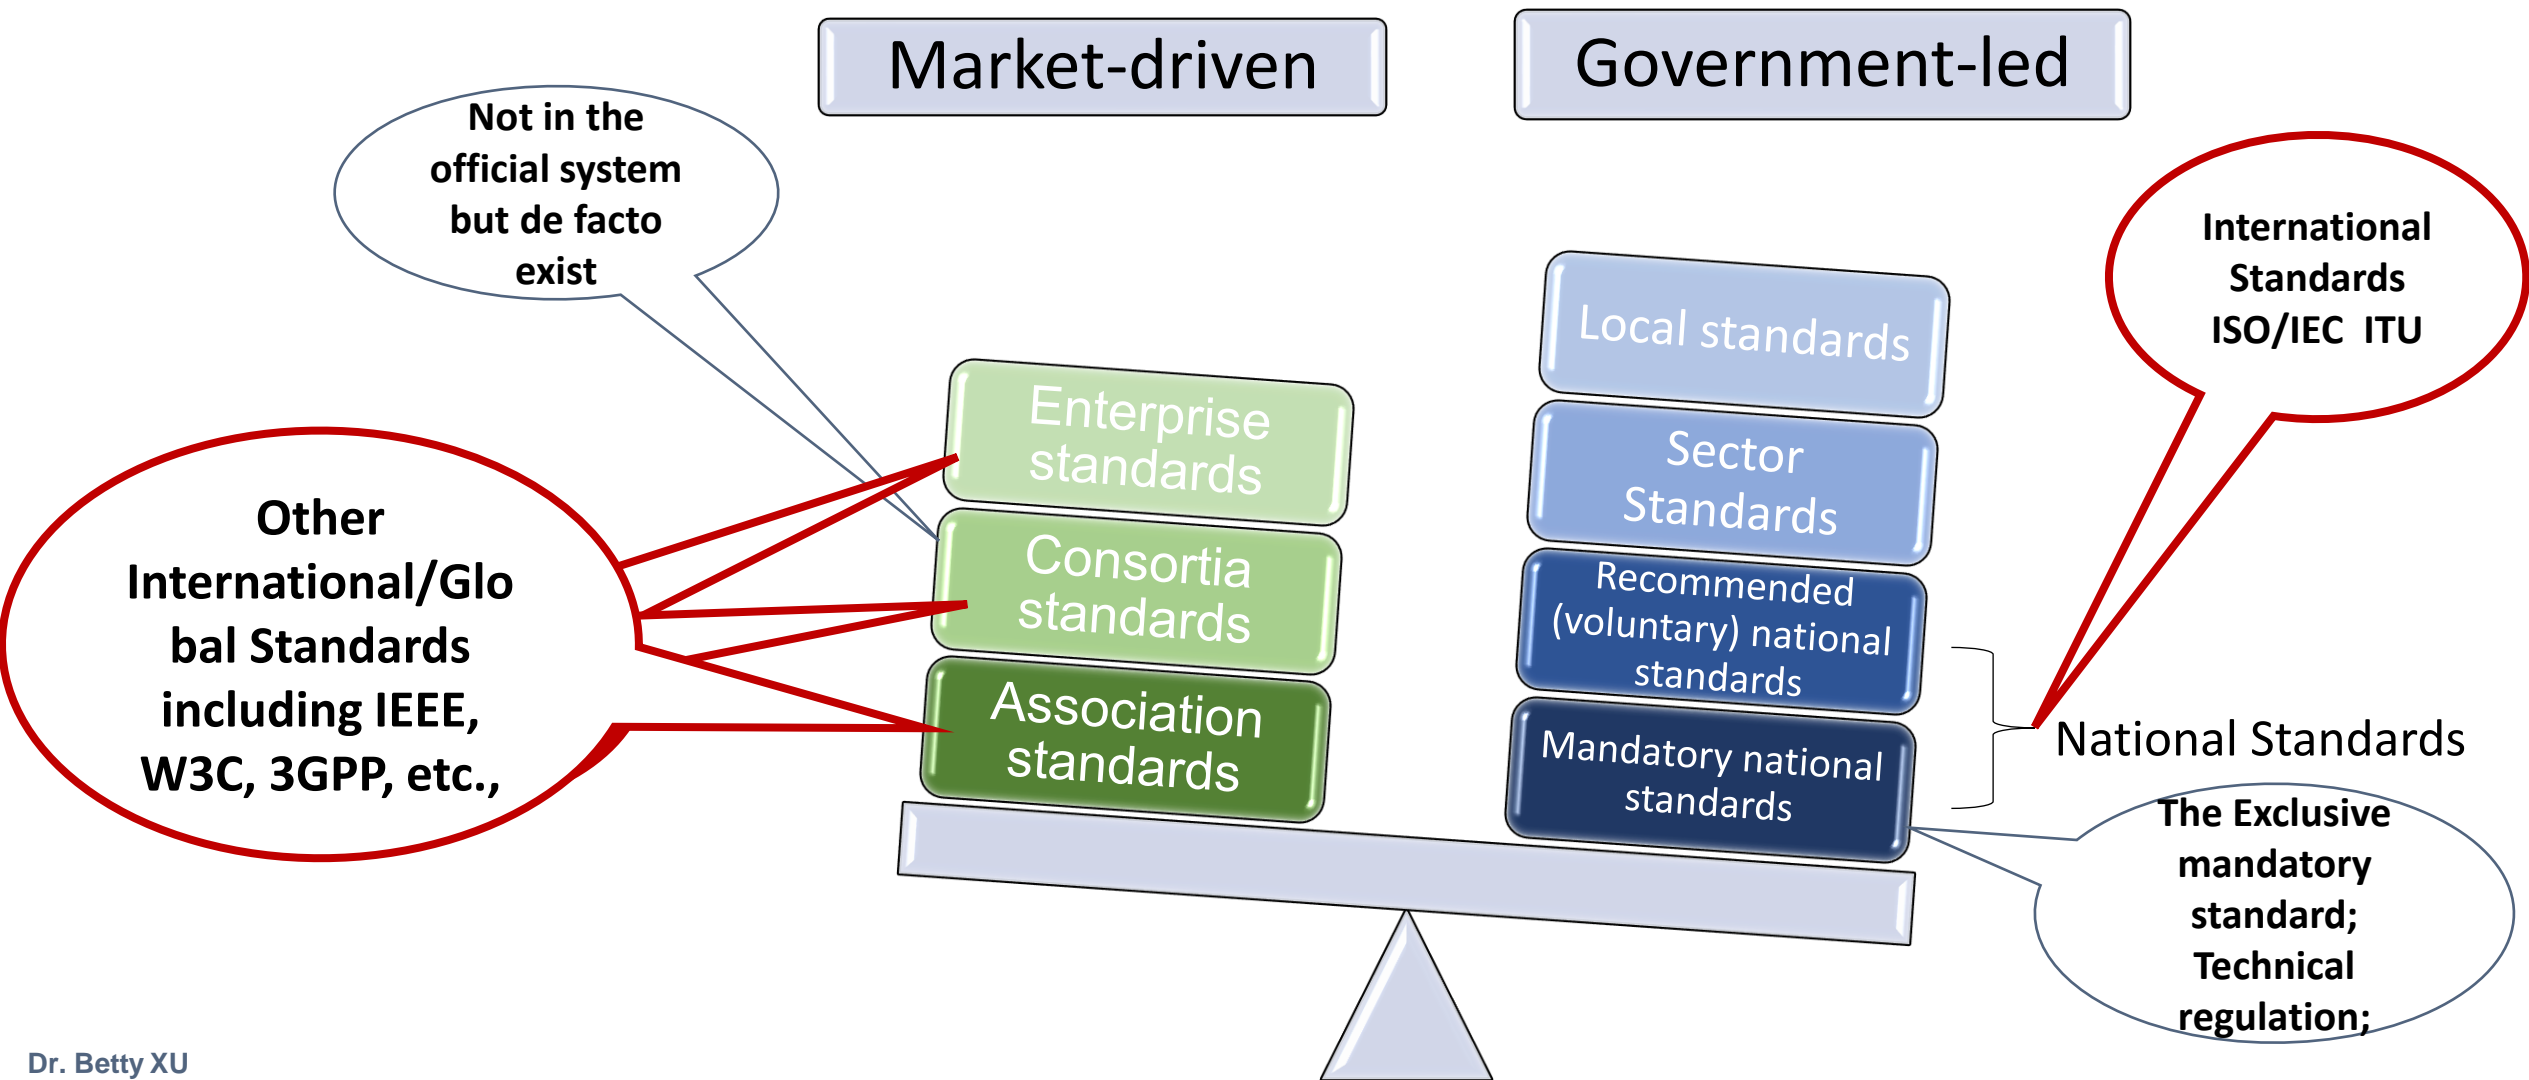 Market-driven
Government-led
Not in the
official system
but de facto
exist
International
Standards
ISO/IEC  ITU
Local standards
Enterprise
standards
Sector
Standards
Other
International/Glo
bal Standards
including IEEE,
W3C, 3GPP, etc.,
Consortia
standards
Recommended
(voluntary) national
standards
Association
standards
Mandatory national
standards
National Standards
The Exclusive
mandatory
standard;
Technical
regulation;
Dr. Betty XU